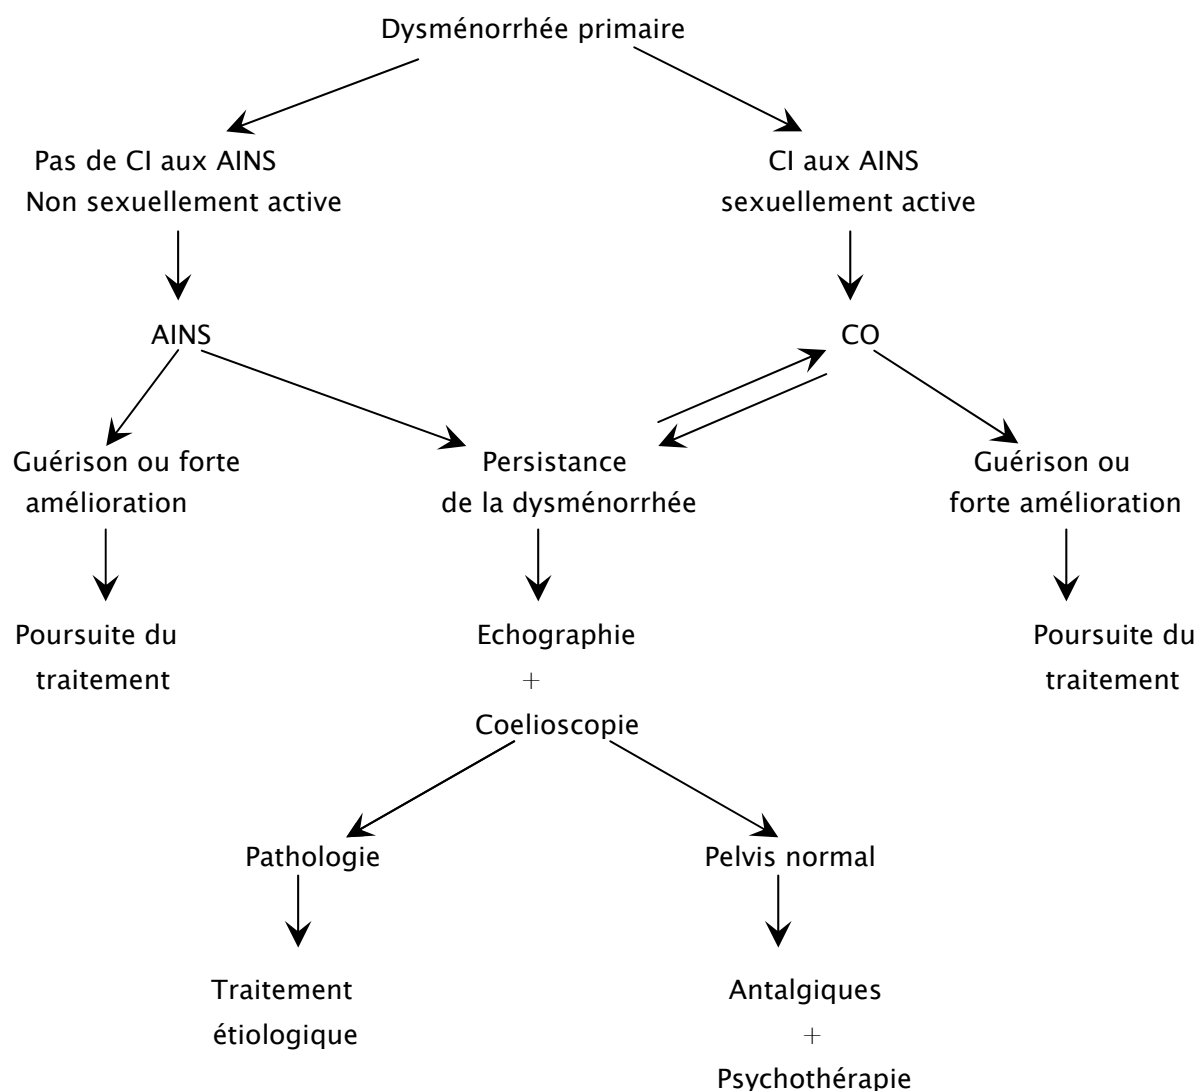 Dysménorrhée primaire
Pas de CI aux AINS
Non sexuellement active
CI aux AINS
sexuellement active
AINS
CO
Guérison ou forte
amélioration
Persistance
de la dysménorrhée
Guérison ou
forte amélioration
Poursuite du
traitement
Echographie
+
Coelioscopie
Poursuite du
traitement
Pathologie
Pelvis normal
Traitement
étiologique
Antalgiques
+
Psychothérapie